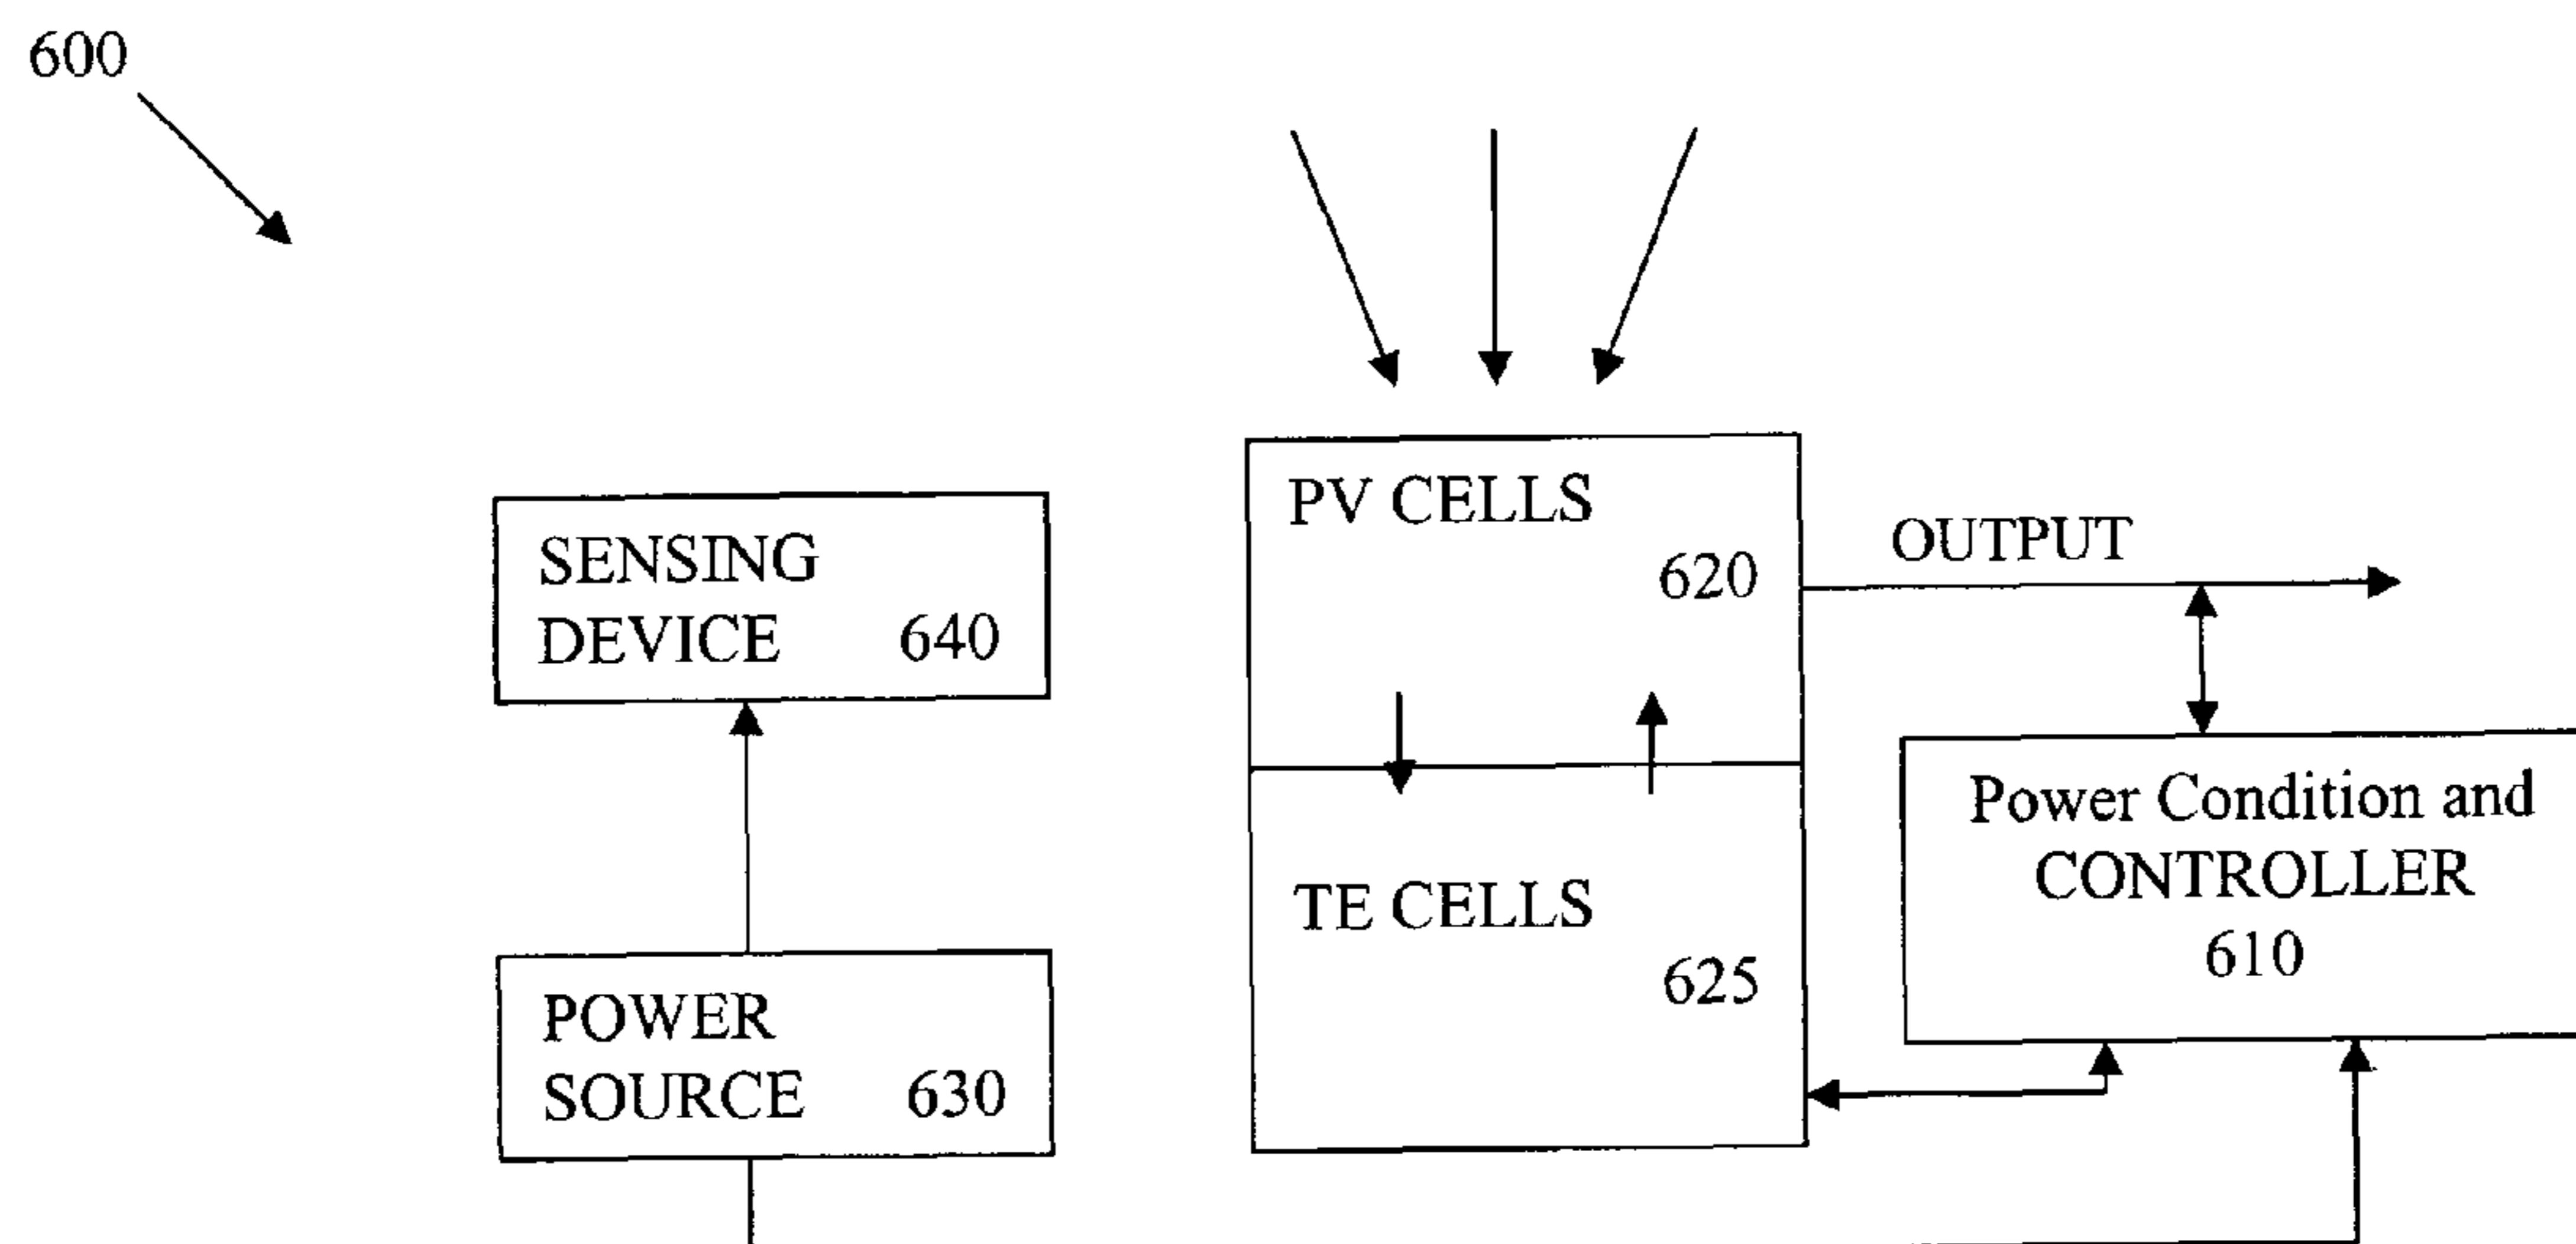 600
PV CELLS
620
OUTPUT
SENSING
DEVICE 640
Power Condition and
CONTROLLER
610
TE CELLS
625
POWER
SOURCE 630